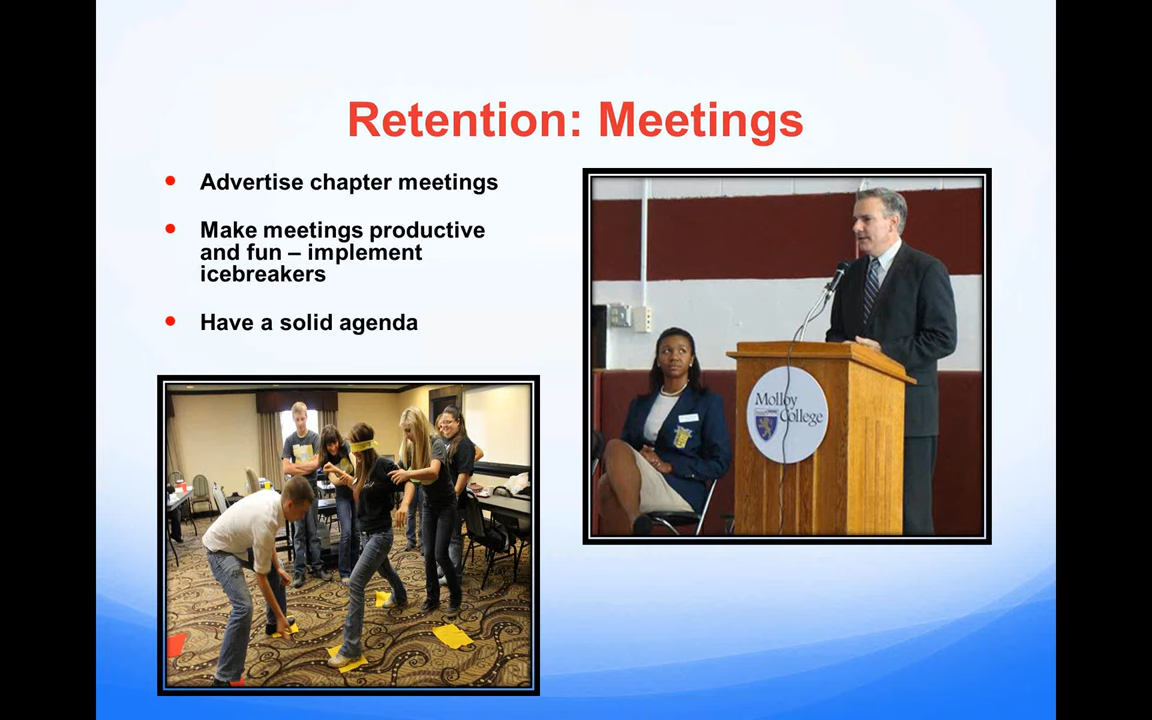 Retention: Meetings
Advertise chapter meetings
Make meetings productive
and fun – implement
icebreakers
Have a solid agenda
Molloy
College